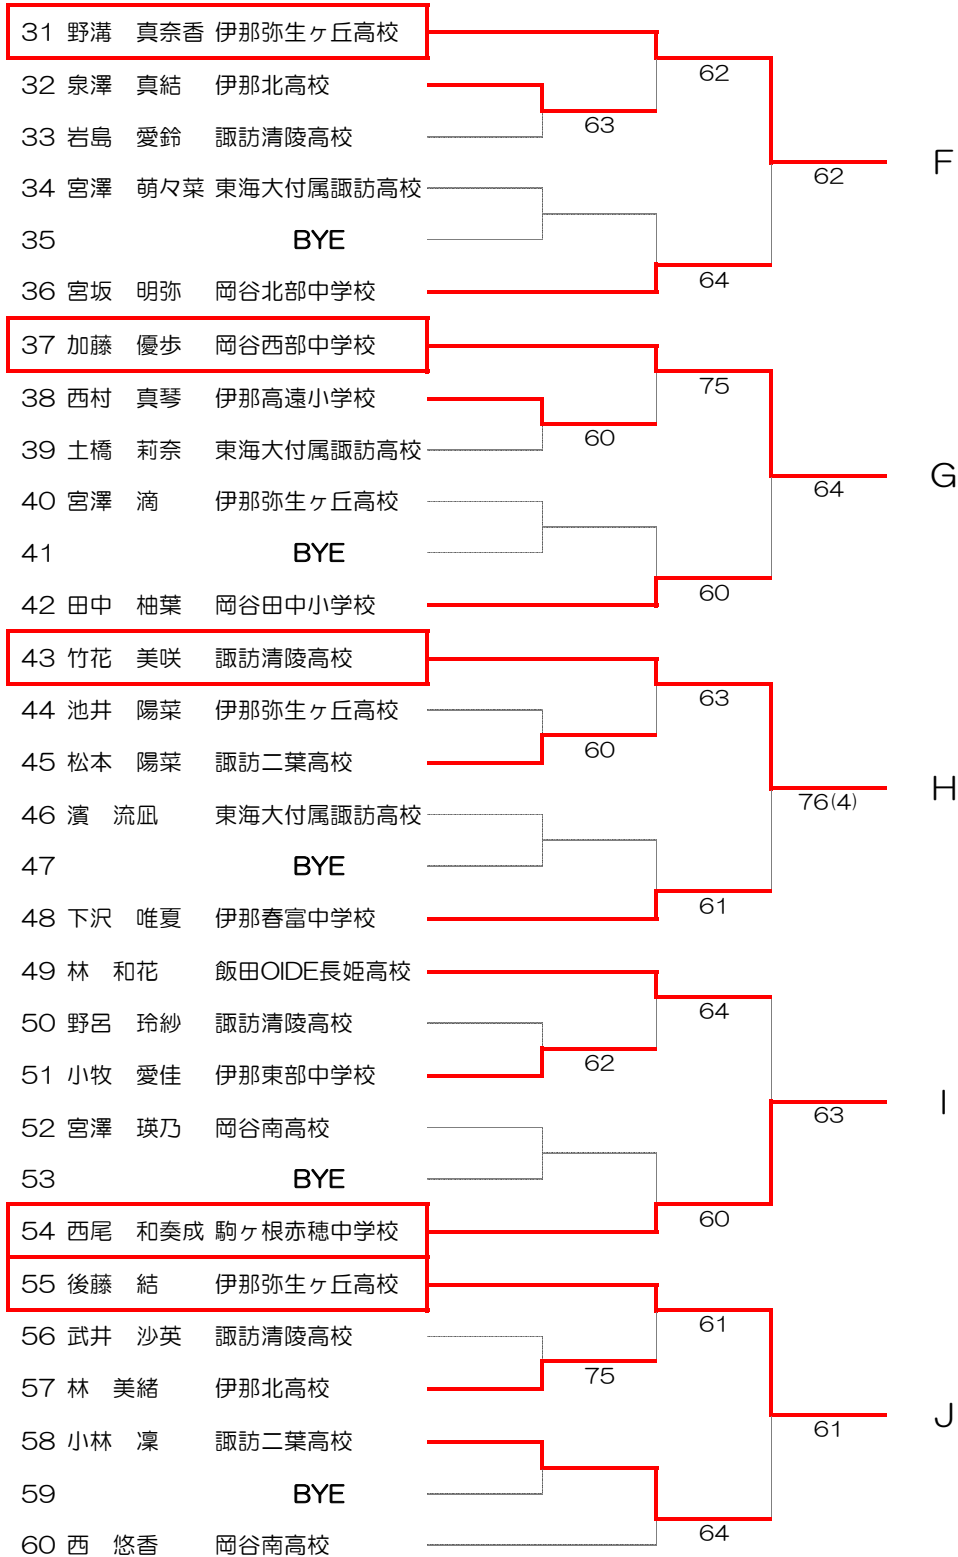 31 野溝 真奈香 伊那弥生ヶ丘高校
62
32 泉澤 真結 伊那北高校
63
33 岩島 愛鈴 諏訪清陵高校
F
62
34 宮澤 萌々菜 東海大付属諏訪高校
35 BYE
64
36 宮坂 明弥 岡谷北部中学校
37 加藤 優歩 岡谷西部中学校
75
38 西村 真琴 伊那高遠小学校
60
39 土橋 莉奈 東海大付属諏訪高校
G
64
40 宮澤 滴 伊那弥生ヶ丘高校
41 BYE
60
42 田中 柚葉 岡谷田中小学校
43 竹花 美咲 諏訪清陵高校
63
44 池井 陽菜 伊那弥生ヶ丘高校
60
45 松本 陽菜 諏訪二葉高校
H
76(4)
46 濱 流凪 東海大付属諏訪高校
47 BYE
61
48 下沢 唯夏 伊那春富中学校
49 林 和花 飯田OIDE長姫高校
64
50 野呂 玲紗 諏訪清陵高校
62
51 小牧 愛佳 伊那東部中学校
I
63
52 宮澤 瑛乃 岡谷南高校
53 BYE
60
54 西尾 和奏成 駒ヶ根赤穂中学校
55 後藤 結 伊那弥生ヶ丘高校
61
56 武井 沙英 諏訪清陵高校
75
57 林 美緒 伊那北高校
J
61
58 小林 凜 諏訪二葉高校
59 BYE
64
60 西 悠香 岡谷南高校